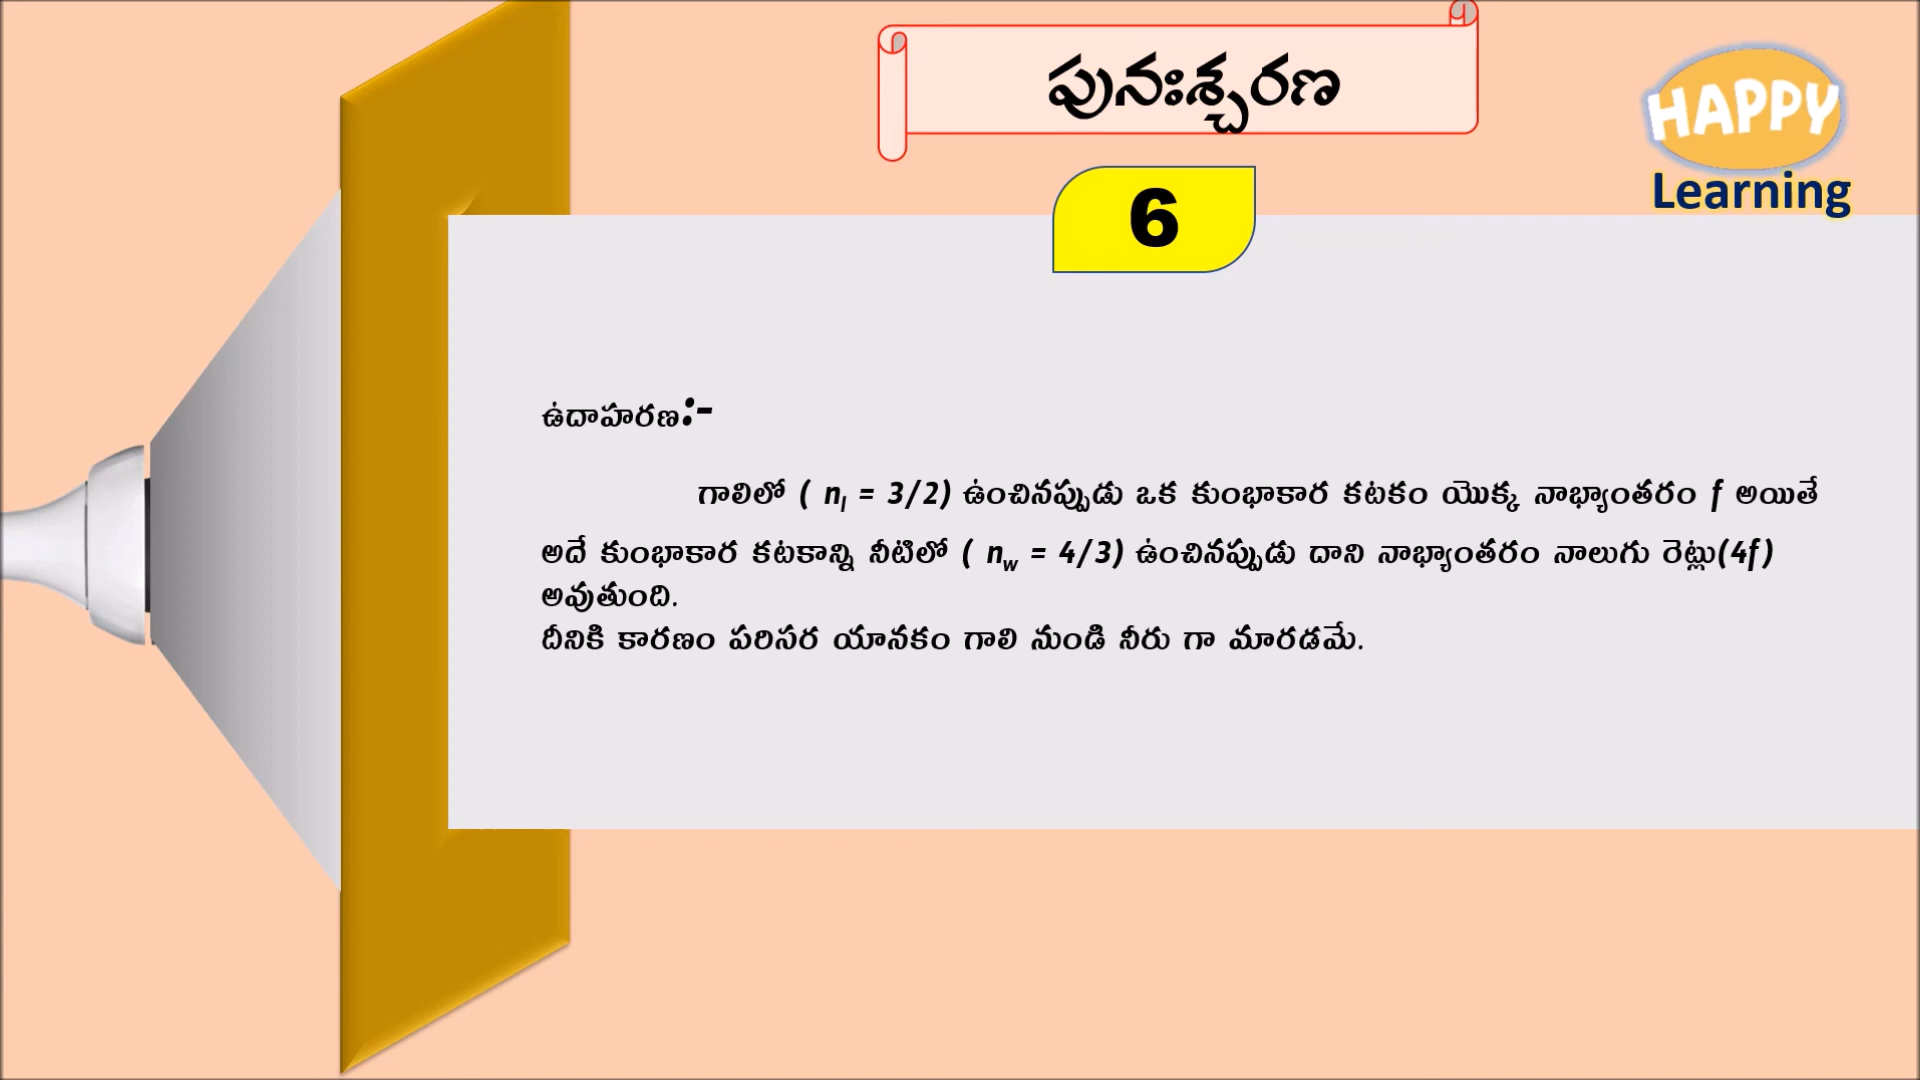 పునఃశ్చరణ
HAPPY
Learning
6
ఉదాహరణ:-
గాలిలో ( nl = 3/2) ఉంచినప్పుడు ఒక కుంభాకార కటకం యొక్క నాభ్యాంతరం f అయితే
అదే కుంభాకార కటకాన్ని నీటిలో ( nw = 4/3) ఉంచినప్పుడు దాని నాభ్యాంతరం నాలుగు రెట్లు(4f)
అవుతుంది.
దీనికి కారణం పరిసర యానకం గాలి నుండి నీరు గా మారడమే.